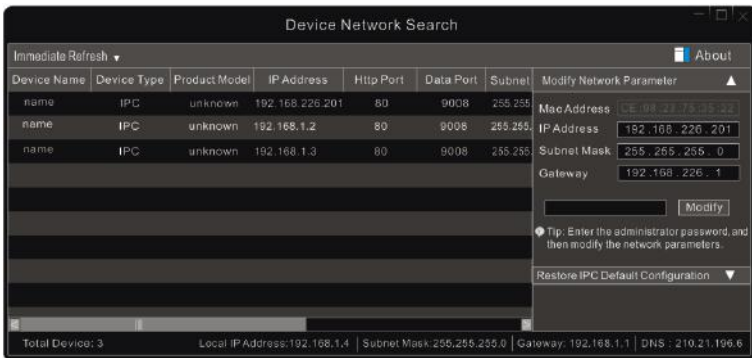 Device Network Search
Immediate Refresh
About
Device Name Device Type Product Model IP Address Http Port Data Port Subnet
name IPC unknown 192.168.226.201 80 9008 255.255
name IPC unknown 192.168.1.2 80 9008 255.255.
name IPC unknown 192.168.1.3 80 9008 255.255.
Modify Network Parameter
Mac Address
IP Address 192.168.226.201
Subnet Mask 255.255.255.0
Gateway 192.168.226.1
Modify
Tip: Enter the administrator password, and
then modify the network parameters.
Restore IPC Default Configuration
Total Device: 3 Local IP Address:192.168.1.4 Subnet Mask:255.255.255.0 Gateway: 192.168.1.1 DNS : 210.21.196.6